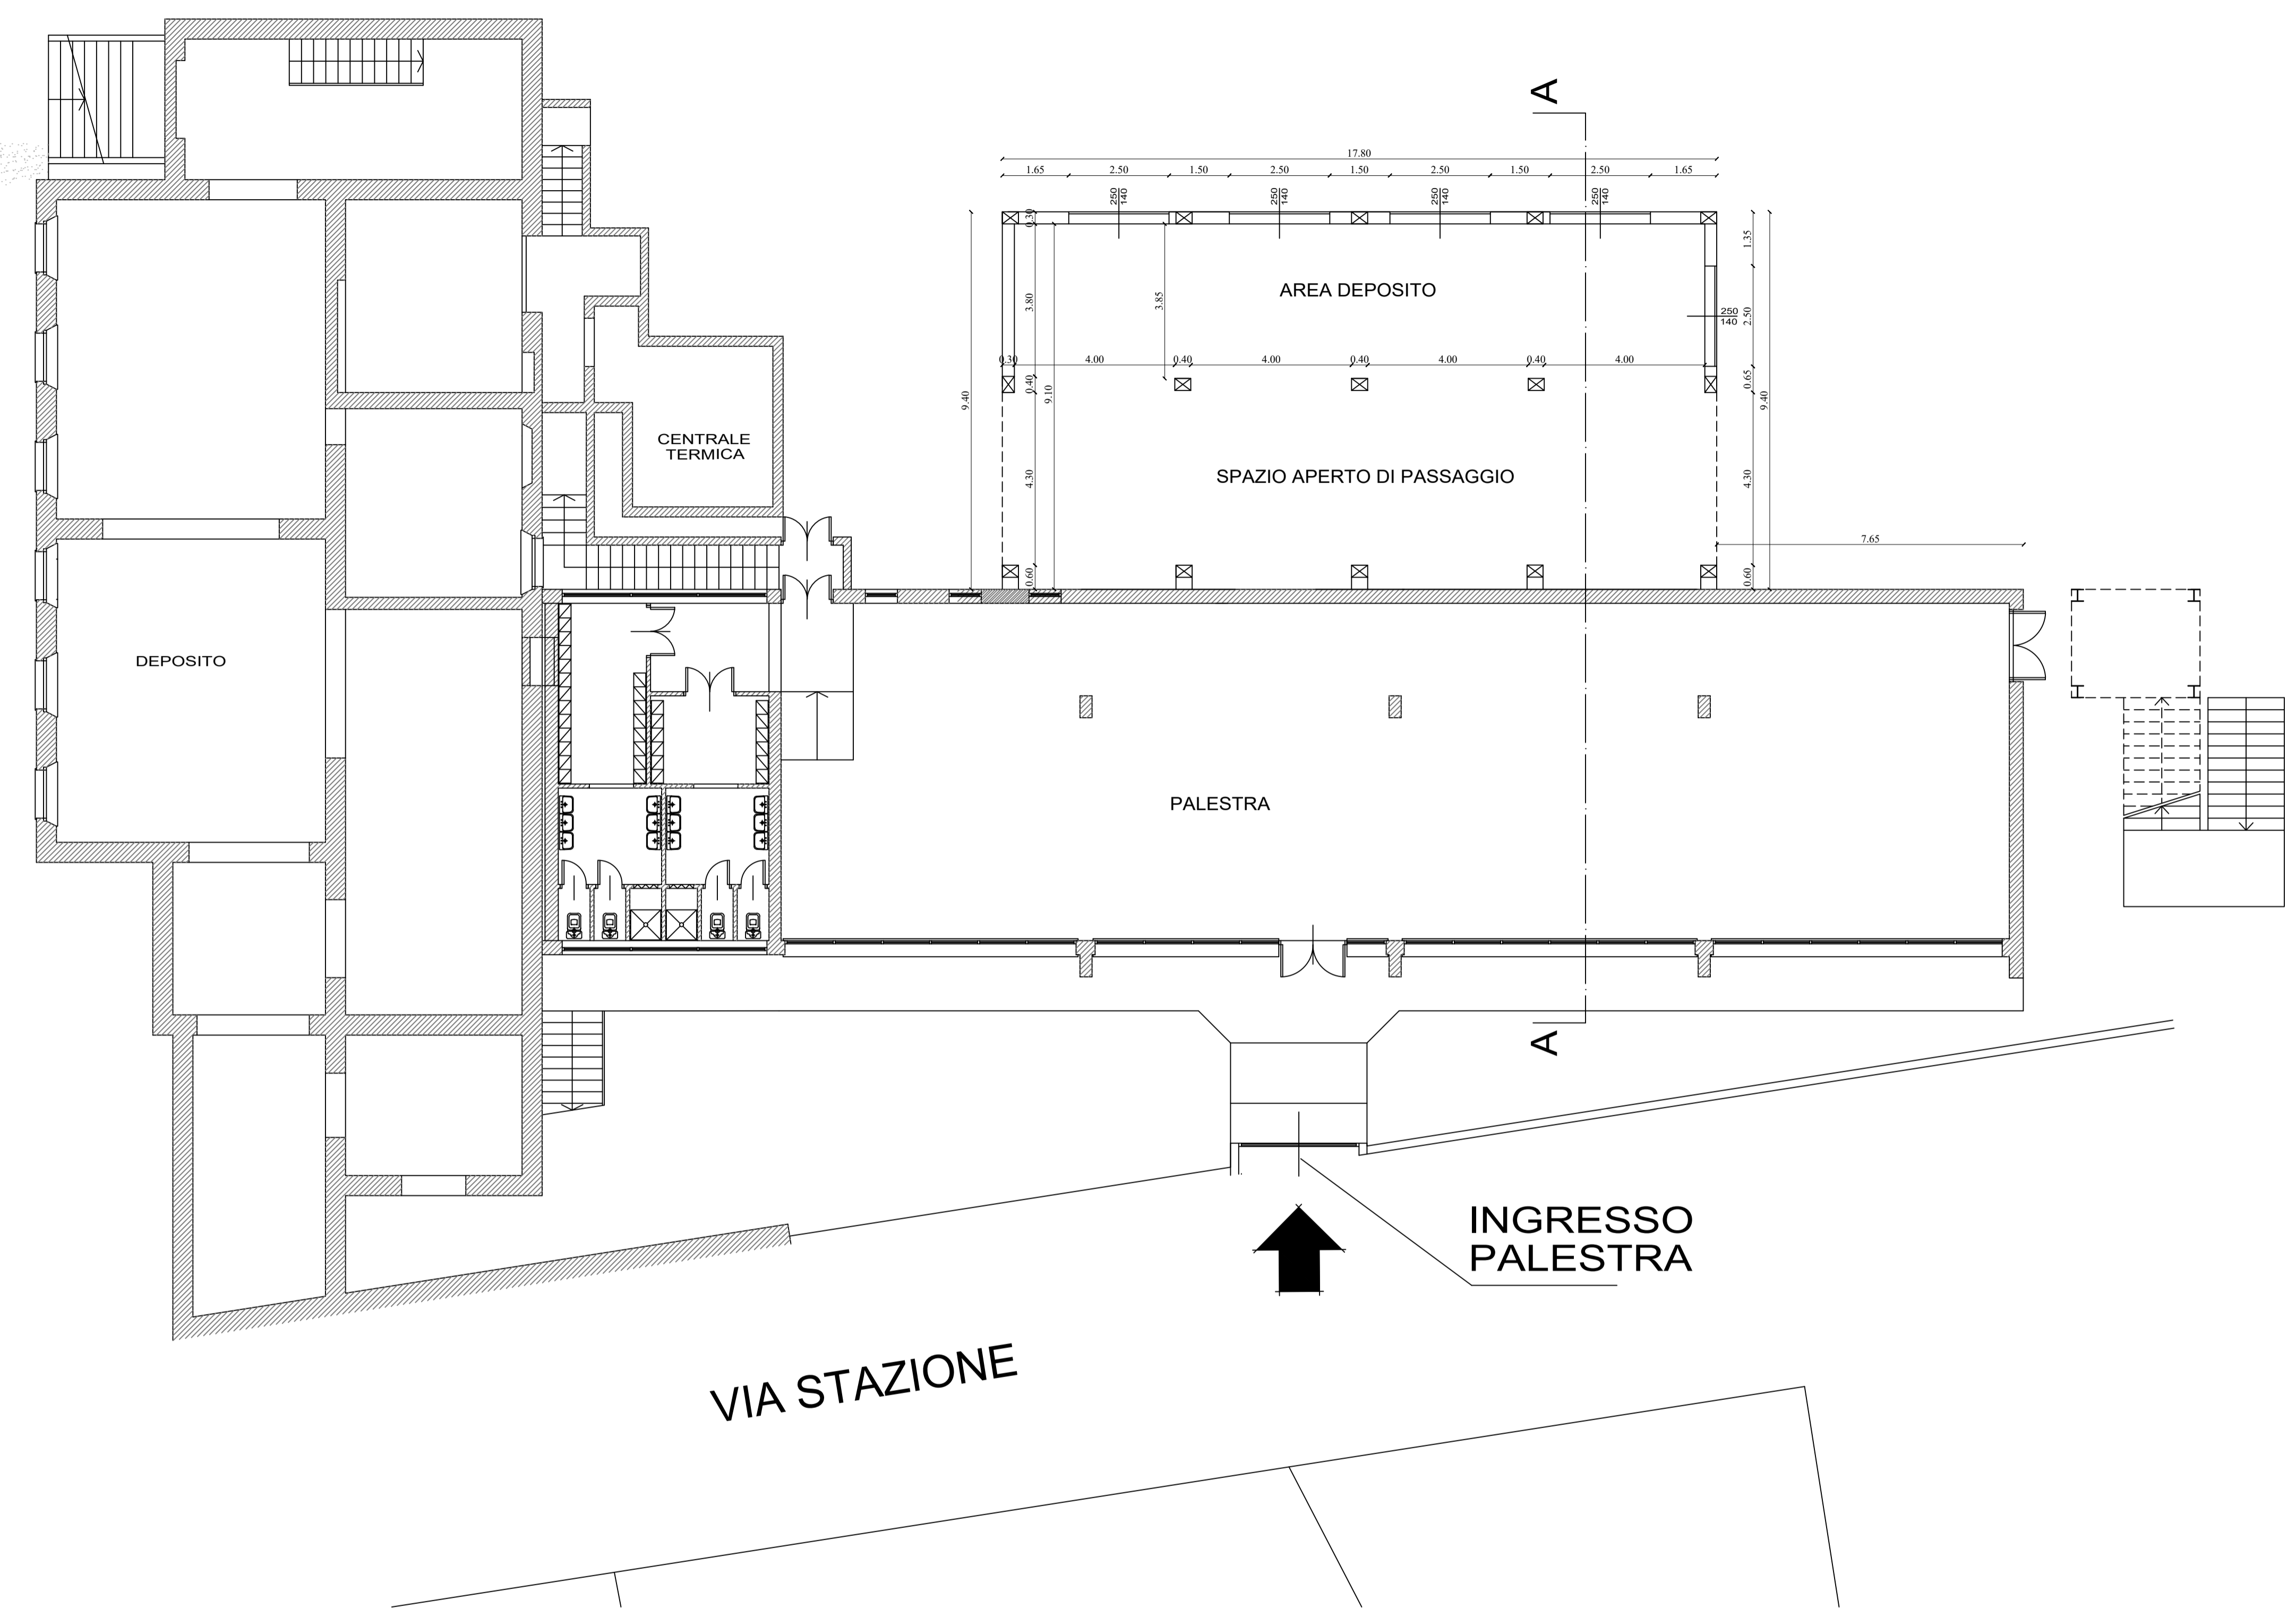 A
17.80
1.65 2.50 1.50 2.50 1.50 2.50 1.50 2.50 1.65
250 140 250 140 250 140 250 140
0.30
1.35
AREA DEPOSITO
3.80
3.85
250
140
2.50
0.30 4.00 0.40 4.00 0.40 4.00 0.40 4.00
0.40
0.65
9.40
9.10
9.40
CENTRALE
TERMICA
SPAZIO APERTO DI PASSAGGIO
4.30
4.30
7.65
0.60
0.60
DEPOSITO
PALESTRA
A
INGRESSO
PALESTRA
VIA STAZIONE